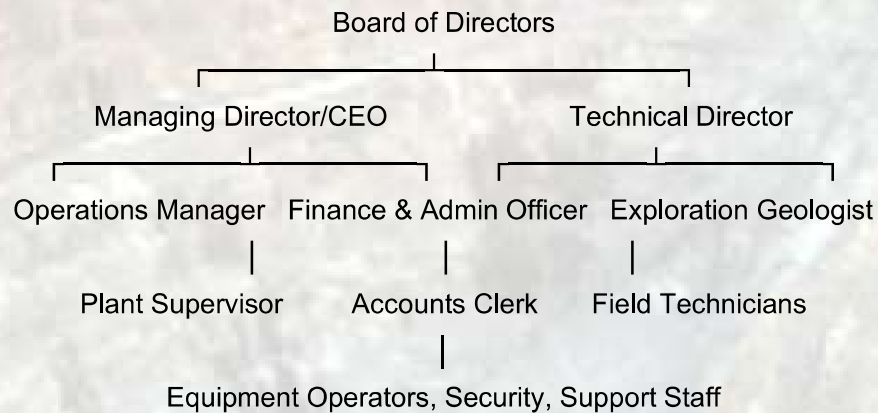 Board of Directors
Managing Director/CEO Technical Director
Operations Manager Finance & Admin Officer Exploration Geologist
Plant Supervisor Accounts Clerk Field Technicians
Equipment Operators, Security, Support Staff